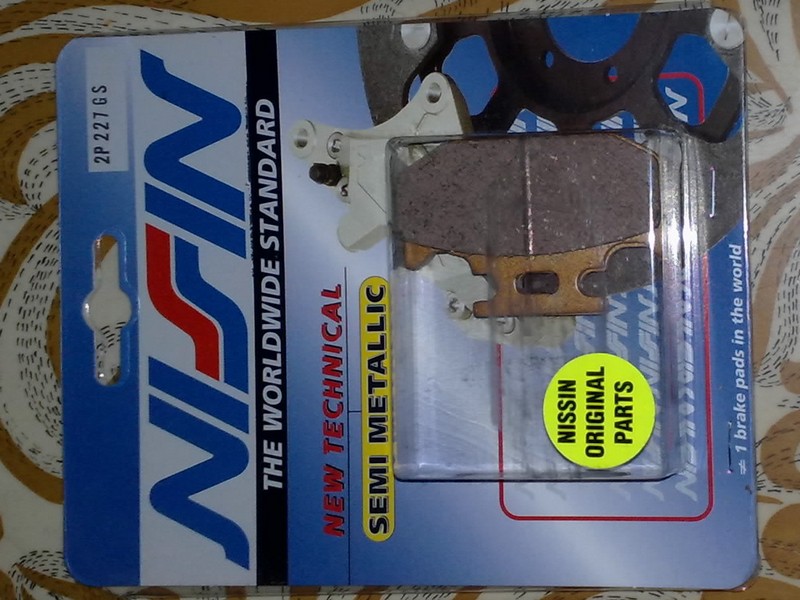 2P 227 GS
NISSIN
THE WORLDWIDE STANDARD
NEW TECHNICAL
SEMI METALLIC
NISSIN
ORIGINAL
PARTS
# 1 brake pads in the world